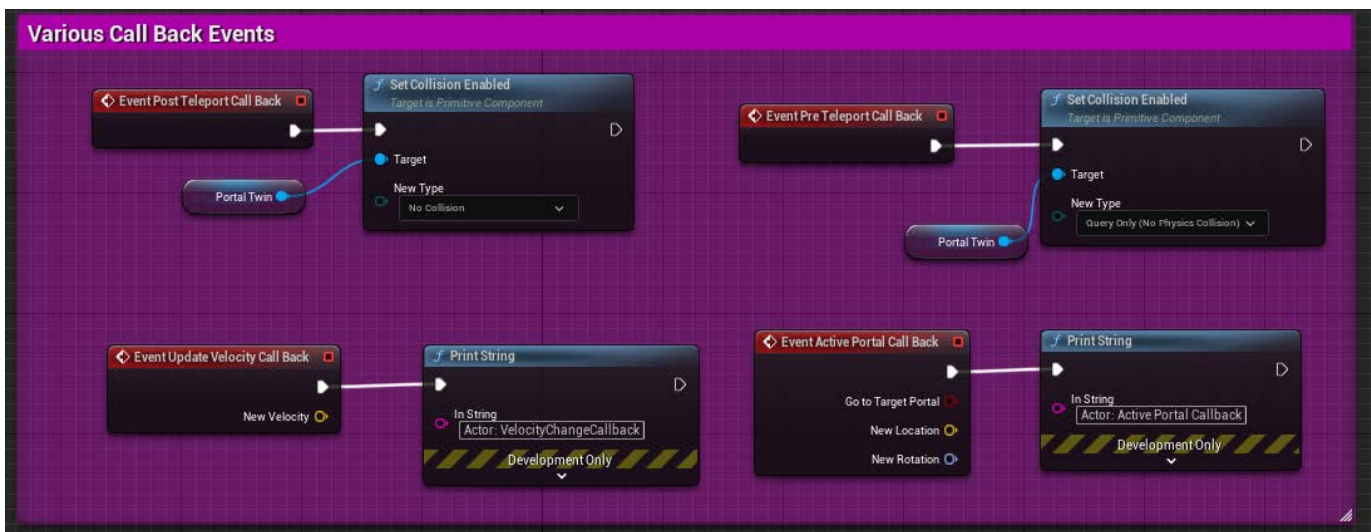 Various Call Back Events
Event Post Teleport Call Back
f Set Collision Enabled
Target is Primitive Component
Target
Portal Twin
New Type
No Collision
Event Pre Teleport Call Back
f Set Collision Enabled
Target is Primitive Component
Target
New Type
Query Only (No Physics Collision)
Portal Twin
Event Update Velocity Call Back
New Velocity
f Print String
In String
Actor: VelocityChangeCallback
Development Only
Event Active Portal Call Back
Go to Target Portal
New Location
New Rotation
f Print String
In String
Actor: Active Portal Callback
Development Only